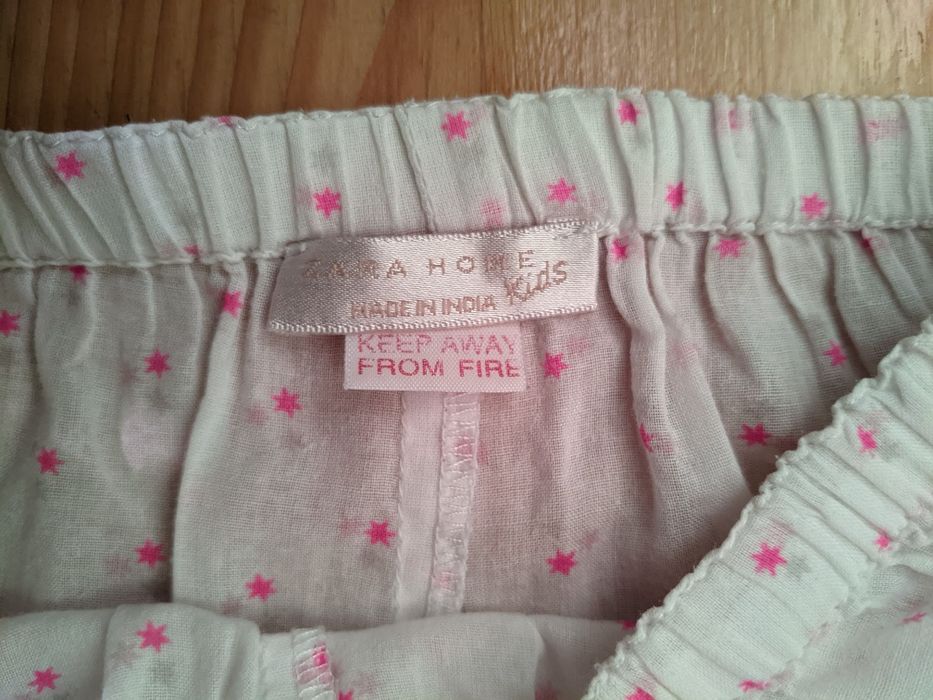 ZARA HOME
Kids
MADE IN INDIA
KEEP AWAY
FROM FIRE